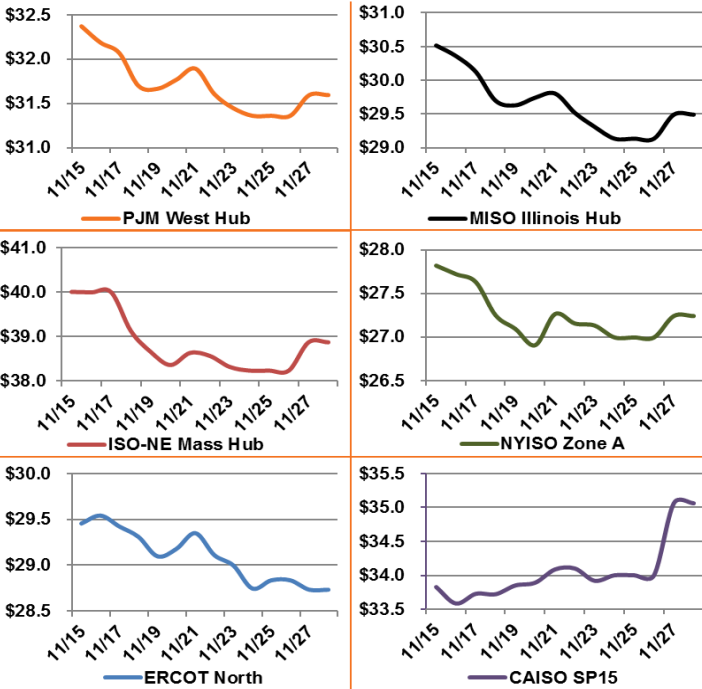 $32.5
$32.0
$31.5
$31.0
11/15 11/17 11/19 11/21 11/23 11/25 11/27
PJM West Hub
$31.0
$30.5
$30.0
$29.5
$29.0
11/15 11/17 11/19 11/21 11/23 11/25 11/27
MISO Illinois Hub
$41.0
$40.0
$39.0
$38.0
11/15 11/17 11/19 11/21 11/23 11/25 11/27
ISO-NE Mass Hub
$28.0
$27.5
$27.0
$26.5
11/15 11/17 11/19 11/21 11/23 11/25 11/27
NYISO Zone A
$30.0
$29.5
$29.0
$28.5
11/15 11/17 11/19 11/21 11/23 11/25 11/27
ERCOT North
$35.5
$35.0
$34.5
$34.0
$33.5
11/15 11/17 11/19 11/21 11/23 11/25 11/27
CAISO SP15